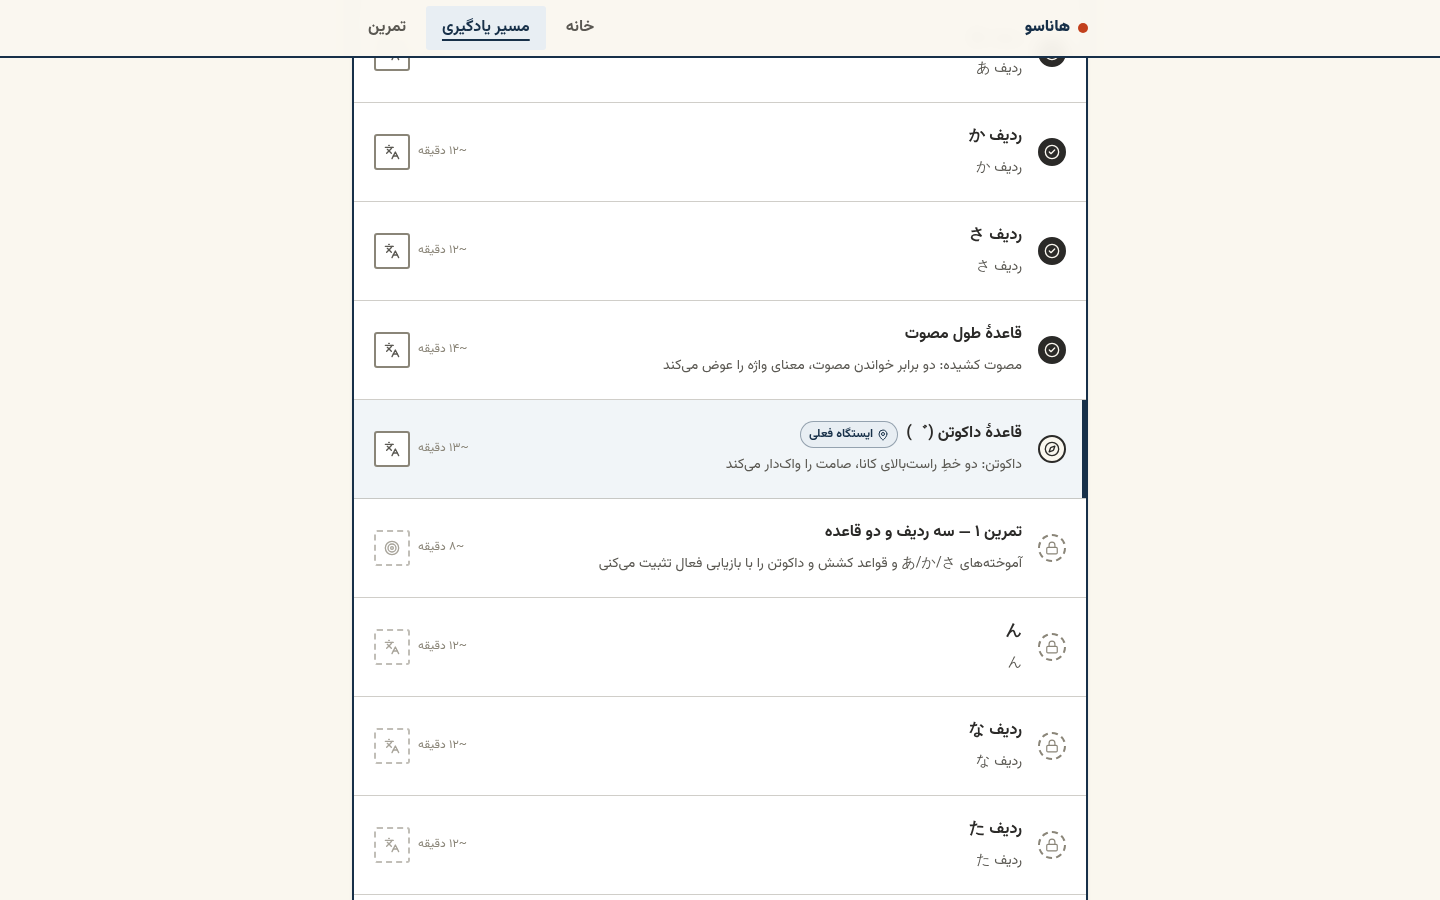 هاناسو
خانه
مسیر یادگیری
تمرین
ردیف あ
ردیف か
ردیف か
~۱۲ دقیقه
ردیف さ
ردیف さ
~۱۲ دقیقه
قاعدهٔ طول مصوت
مصوت کشیده: دو برابر خواندن مصوت، معنای واژه را عوض می‌کند
~۱۴ دقیقه
قاعدهٔ داکوتن (゛)
ایستگاه فعلی
داکوتن: دو خطِ راست‌بالای کانا، صامت را واک‌دار می‌کند
~۱۳ دقیقه
تمرین ۱ — سه ردیف و دو قاعده
آموخته‌های あ/か/さ و قواعد کشش و داکوتن را با بازیابی فعال تثبیت می‌کنی
~۸ دقیقه
ん
ん
~۱۲ دقیقه
ردیف な
ردیف な
~۱۲ دقیقه
ردیف た
ردیف た
~۱۲ دقیقه